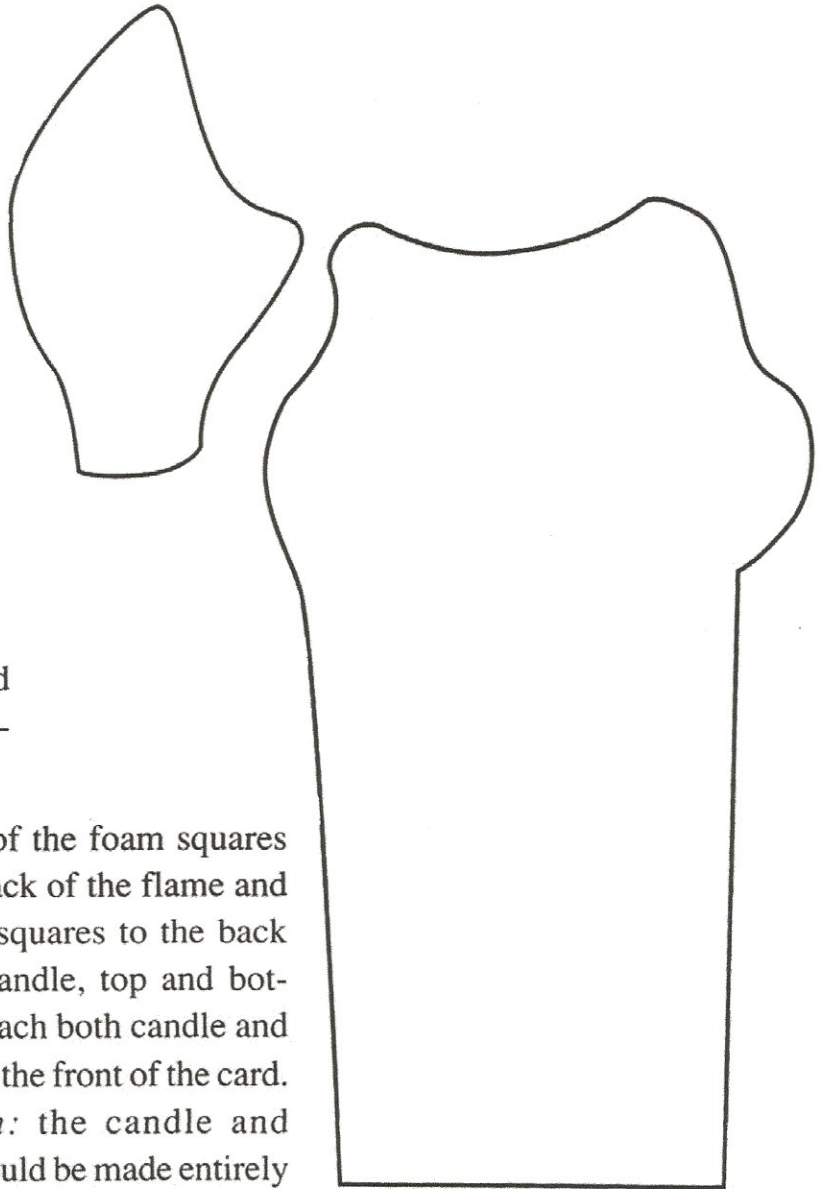 d
–
of the foam squares
ack of the flame and
squares to the back
andle, top and bot-
ach both candle and
the front of the card.
: the candle and
uld be made entirely